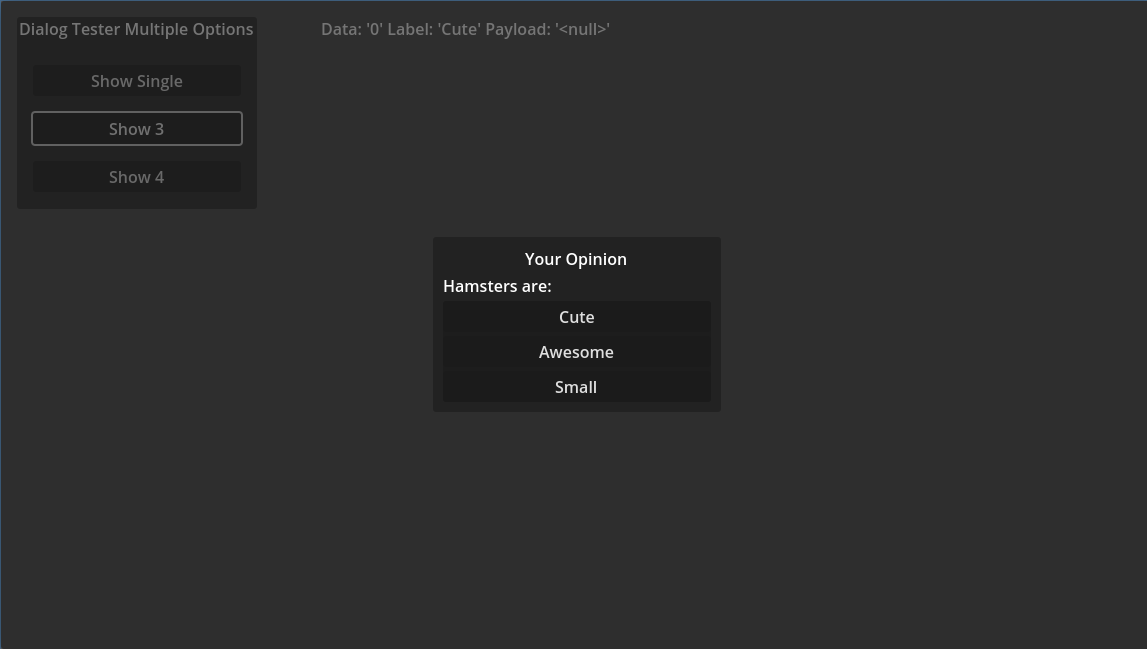 Dialog Tester Multiple Options
Data: '0' Label: 'Cute' Payload: '<null>'
Show Single
Show 3
Show 4
Your Opinion
Hamsters are:
Cute
Awesome
Small